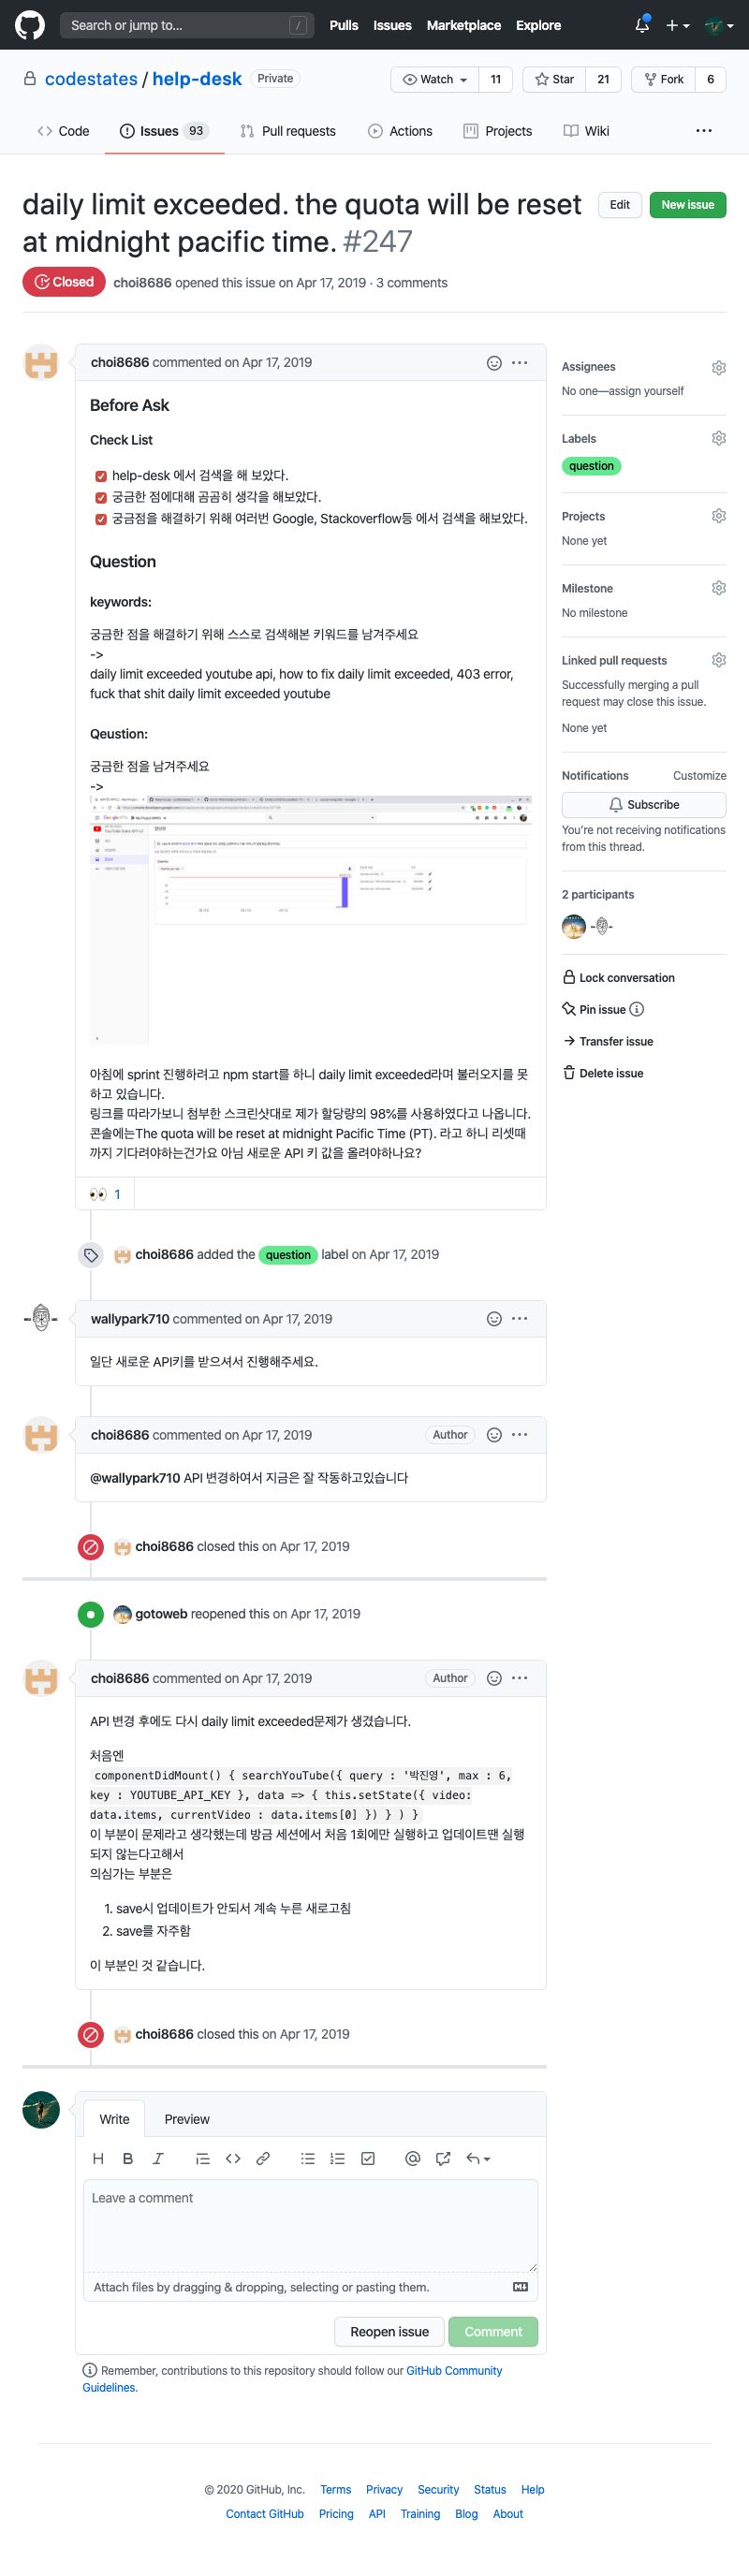 Search or jump to...
/
Pulls Issues Marketplace Explore
codestates / help-desk Private
Watch 11 Star 21 Fork 6
Code Issues 93 Pull requests Actions Projects Wiki
daily limit exceeded. the quota will be reset
at midnight pacific time. #247
Edit New issue
Closed choi8686 opened this issue on Apr 17, 2019 · 3 comments
choi8686 commented on Apr 17, 2019
Before Ask
Check List
help-desk 에서 검색을 해 보았다.
궁금한 점에대해 곰곰히 생각을 해보았다.
궁금점을 해결하기 위해 여러번 Google, Stackoverflow등 에서 검색을 해보았다.
Question
keywords:
궁금한 점을 해결하기 위해 스스로 검색해본 키워드를 남겨주세요
->
daily limit exceeded youtube api, how to fix daily limit exceeded, 403 error,
fuck that shit daily limit exceeded youtube
Qeustion:
궁금한 점을 남겨주세요
->
아침에 sprint 진행하려고 npm start를 하니 daily limit exceeded라며 불러오지를 못
하고 있습니다.
링크를 따라가보니 첨부한 스크린샷대로 제가 할당량의 98%를 사용하였다고 나옵니다.
콘솔에는The quota will be reset at midnight Pacific Time (PT). 라고 하니 리셋때
까지 기다려야하는건가요 아님 새로운 API 키 값을 올려야하나요?
1
choi8686 added the question label on Apr 17, 2019
wallypark710 commented on Apr 17, 2019
일단 새로운 API키를 받으셔서 진행해주세요.
choi8686 commented on Apr 17, 2019 Author
@wallypark710 API 변경하여서 지금은 잘 작동하고있습니다
choi8686 closed this on Apr 17, 2019
gotoweb reopened this on Apr 17, 2019
choi8686 commented on Apr 17, 2019 Author
API 변경 후에도 다시 daily limit exceeded문제가 생겼습니다.
처음엔
componentDidMount() { searchYouTube({ query : '박진영', max : 6,
key : YOUTUBE_API_KEY }, data => { this.setState({ video:
data.items, currentVideo : data.items[0] }) } ) }
이 부분이 문제라고 생각했는데 방금 세션에서 처음 1회에만 실행하고 업데이트땐 실행
되지 않는다고해서
의심가는 부분은
1. save시 업데이트가 안되서 계속 누른 새로고침
2. save를 자주함
이 부분인 것 같습니다.
choi8686 closed this on Apr 17, 2019
Write Preview
Leave a comment
Attach files by dragging & dropping, selecting or pasting them.
Reopen issue Comment
Remember, contributions to this repository should follow our GitHub Community
Guidelines.
Assignees
No one—assign yourself
Labels
question
Projects
None yet
Milestone
No milestone
Linked pull requests
Successfully merging a pull
request may close this issue.
None yet
Notifications Customize
Subscribe
You're not receiving notifications
from this thread.
2 participants
Lock conversation
Pin issue
Transfer issue
Delete issue
© 2020 GitHub, Inc. Terms Privacy Security Status Help
Contact GitHub Pricing API Training Blog About